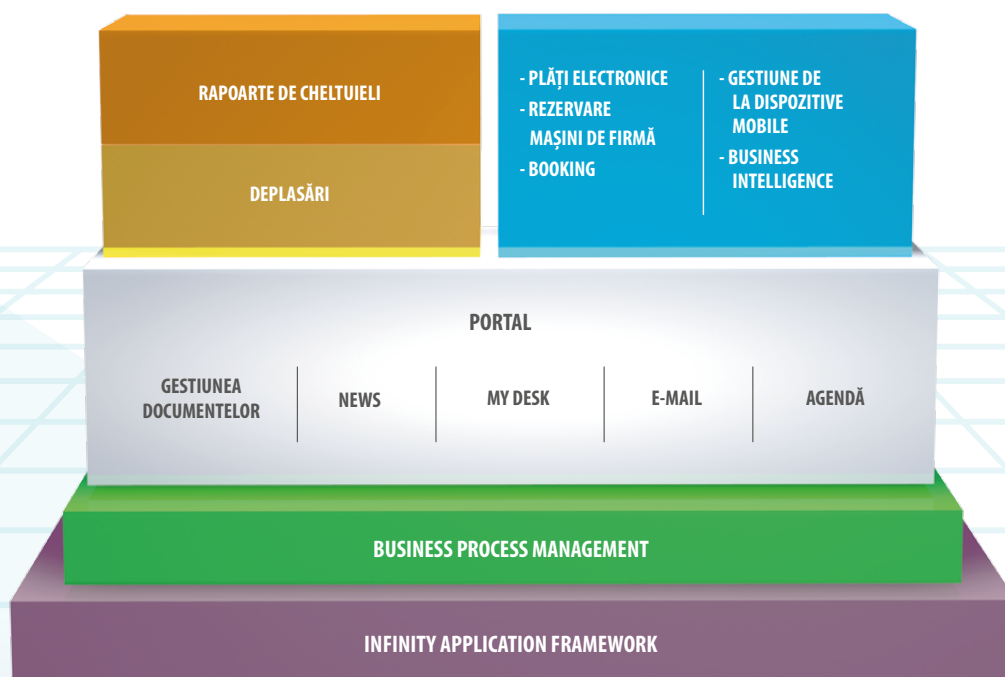 RAPOARTE DE CHELTUIELI
DEPLASĂRI
- PLĂȚI ELECTRONICE
- REZERVARE
MAȘINI DE FIRMĂ
- BOOKING
- GESTIUNE DE
LA DISPOZITIVE
MOBILE
- BUSINESS
INTELLIGENCE
PORTAL
GESTIUNEA
DOCUMENTELOR
NEWS
MY DESK
E-MAIL
AGENDĂ
BUSINESS PROCESS MANAGEMENT
INFINITY APPLICATION FRAMEWORK